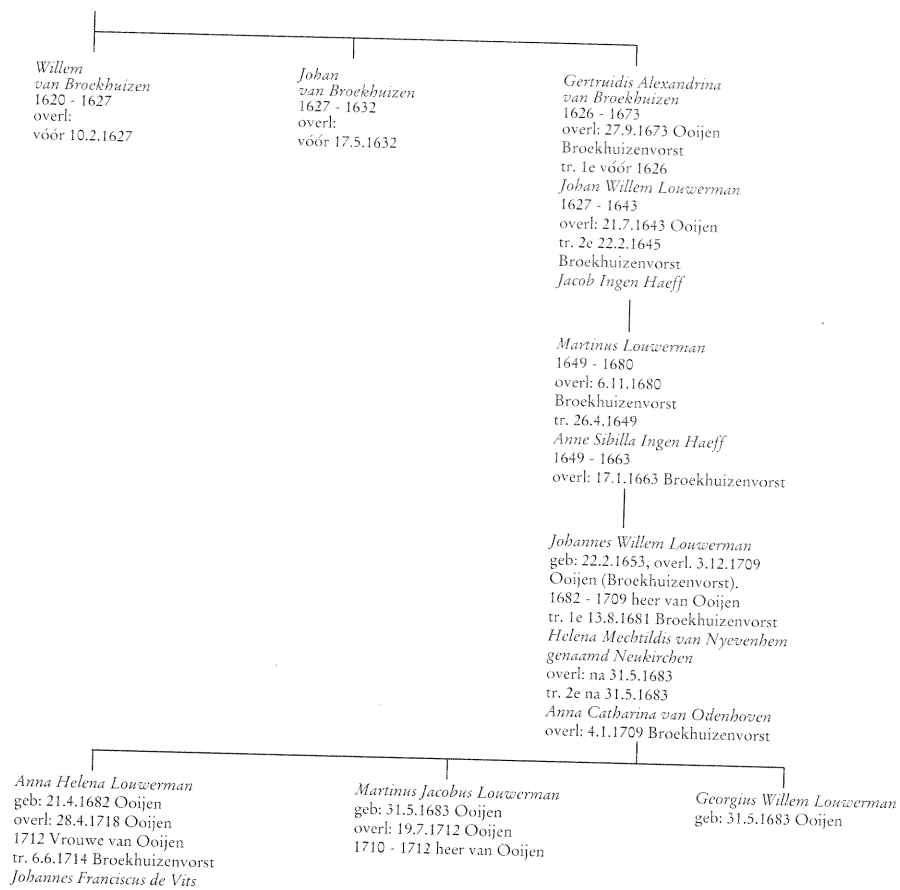 Willem
van Broekhuizen
1620 - 1627
overl:
vóór 10.2.1627
Johan
van Broekhuizen
1627 - 1632
overl:
vóór 17.5.1632
Gertruidis Alexandrina
van Broekhuizen
1626 - 1673
overl: 27.9.1673 Ooijen
Broekhuizenvorst
tr. 1e vóór 1626
Johan Willem Louwerman
1627 - 1643
overl: 21.7.1643 Ooijen
tr. 2e 22.2.1645
Broekhuizenvorst
Jacob Ingen Haeff
Martinus Louwerman
1649 - 1680
overl: 6.11.1680
Broekhuizenvorst
tr. 26.4.1649
Anne Sibilla Ingen Haeff
1649 - 1663
overl: 17.1.1663 Broekhuizenvorst
Johannes Willem Louwerman
geb: 22.2.1653, overl. 3.12.1709
Ooijen (Broekhuizenvorst).
1682 - 1709 heer van Ooijen
tr. 1e 13.8.1681 Broekhuizenvorst
Helena Mechtildis van Nyevenhem
genaamd Neukirchen
overl: na 31.5.1683
tr. 2e na 31.5.1683
Anna Catharina van Odenhoven
overl: 4.1.1709 Broekhuizenvorst
Anna Helena Louwerman
geb: 21.4.1682 Ooijen
overl: 28.4.1718 Ooijen
1712 Vrouwe van Ooijen
tr. 6.6.1714 Broekhuizenvorst
Johannes Franciscus de Vits
Martinus Jacobus Louwerman
geb: 31.5.1683 Ooijen
overl: 19.7.1712 Ooijen
1710 - 1712 heer van Ooijen
Georgius Willem Louwerman
geb: 31.5.1683 Ooijen